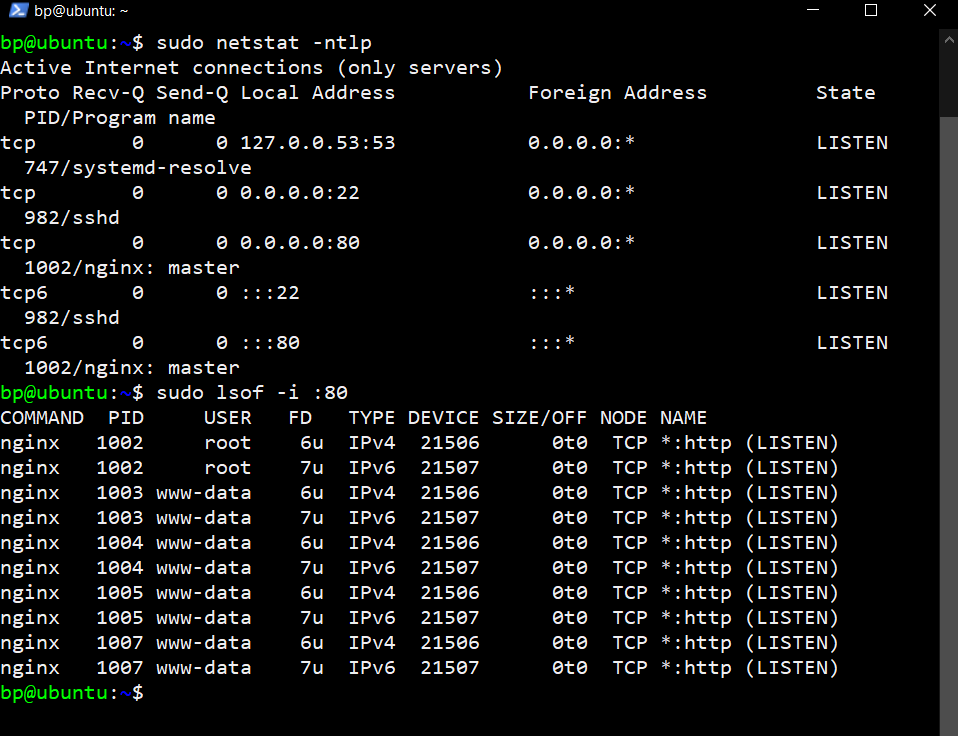 bp@ubuntu: ~
bp@ubuntu:~$ sudo netstat -ntlp
Active Internet connections (only servers)
Proto Recv-Q Send-Q Local Address           Foreign Address         State
  PID/Program name
tcp        0      0 127.0.0.53:53           0.0.0.0:*               LISTEN
  747/systemd-resolve
tcp        0      0 0.0.0.0:22              0.0.0.0:*               LISTEN
  982/sshd
tcp        0      0 0.0.0.0:80              0.0.0.0:*               LISTEN
  1002/nginx: master
tcp6       0      0 :::22                   :::*                    LISTEN
  982/sshd
tcp6       0      0 :::80                   :::*                    LISTEN
  1002/nginx: master
bp@ubuntu:~$ sudo lsof -i :80
COMMAND  PID     USER   FD   TYPE DEVICE SIZE/OFF NODE NAME
nginx   1002     root    6u  IPv4  21506      0t0  TCP *:http (LISTEN)
nginx   1002     root    7u  IPv6  21507      0t0  TCP *:http (LISTEN)
nginx   1003 www-data    6u  IPv4  21506      0t0  TCP *:http (LISTEN)
nginx   1003 www-data    7u  IPv6  21507      0t0  TCP *:http (LISTEN)
nginx   1004 www-data    6u  IPv4  21506      0t0  TCP *:http (LISTEN)
nginx   1004 www-data    7u  IPv6  21507      0t0  TCP *:http (LISTEN)
nginx   1005 www-data    6u  IPv4  21506      0t0  TCP *:http (LISTEN)
nginx   1005 www-data    7u  IPv6  21507      0t0  TCP *:http (LISTEN)
nginx   1007 www-data    6u  IPv4  21506      0t0  TCP *:http (LISTEN)
nginx   1007 www-data    7u  IPv6  21507      0t0  TCP *:http (LISTEN)
bp@ubuntu:~$